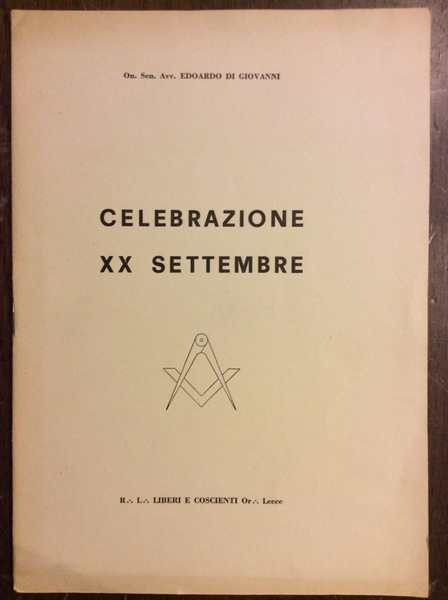 On. Sen. Avv. EDOARDO DI GIOVANNI
CELEBRAZIONE
XX SETTEMBRE
R∴ L∴ LIBERI E COSCIENTI Or∴ Lecce